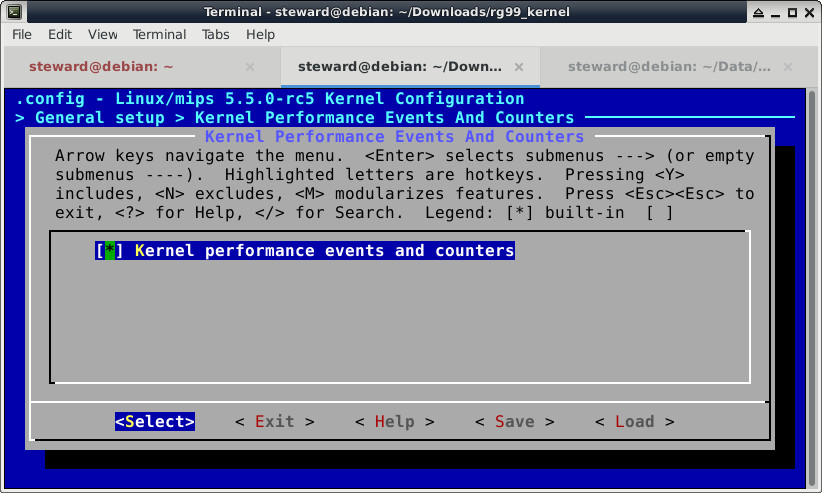 Terminal - steward@debian: ~/Downloads/rg99_kernel
File Edit View Terminal Tabs Help
steward@debian: ~ × steward@debian: ~/Down... × steward@debian: ~/Data/... ×
.config - Linux/mips 5.5.0-rc5 Kernel Configuration
> General setup > Kernel Performance Events And Counters
Kernel Performance Events And Counters
Arrow keys navigate the menu. <Enter> selects submenus ---> (or empty
submenus ----). Highlighted letters are hotkeys. Pressing <Y>
includes, <N> excludes, <M> modularizes features. Press <Esc><Esc> to
exit, <?> for Help, </> for Search. Legend: [*] built-in [ ]
[*] Kernel performance events and counters
<Select> < Exit > < Help > < Save > < Load >